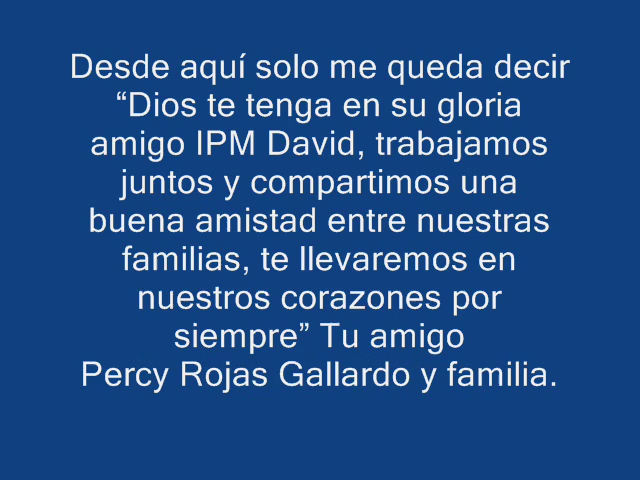 Desde aquí solo me queda decir
“Dios te tenga en su gloria
amigo IPM David, trabajamos
juntos y compartimos una
buena amistad entre nuestras
familias, te llevaremos en
nuestros corazones por
siempre” Tu amigo
Percy Rojas Gallardo y familia.